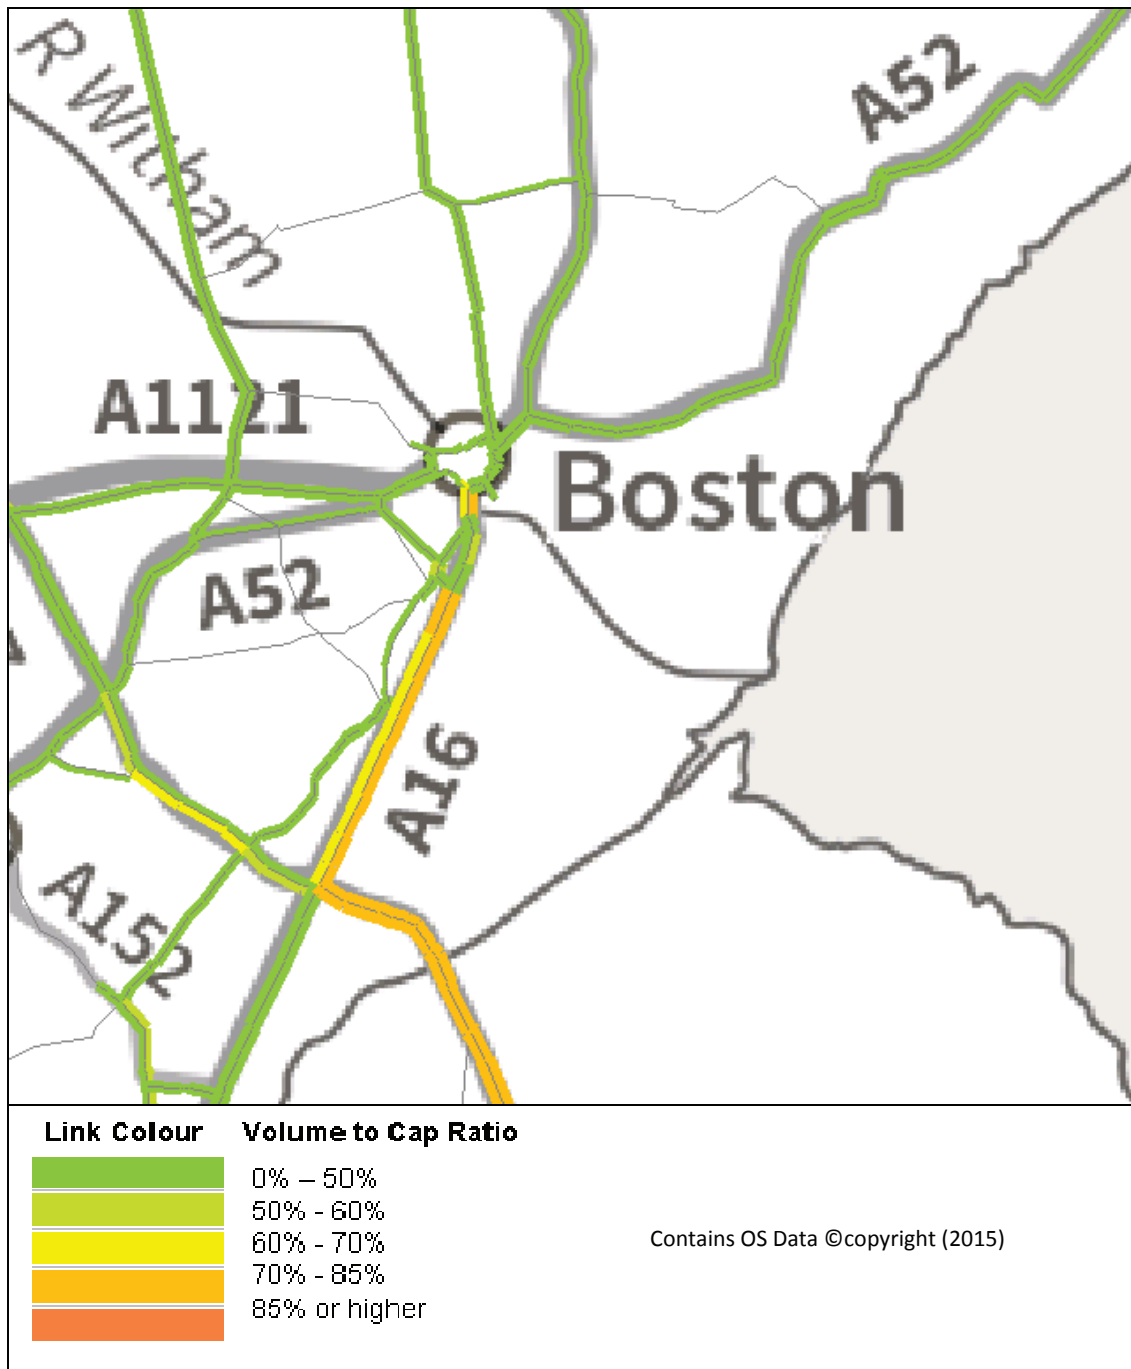 R Witham
A52
A1121
Boston
A52
A16
A152
Link Colour Volume to Cap Ratio
0% – 50%
50% - 60%
60% - 70%
70% - 85%
85% or higher
Contains OS Data ©copyright (2015)